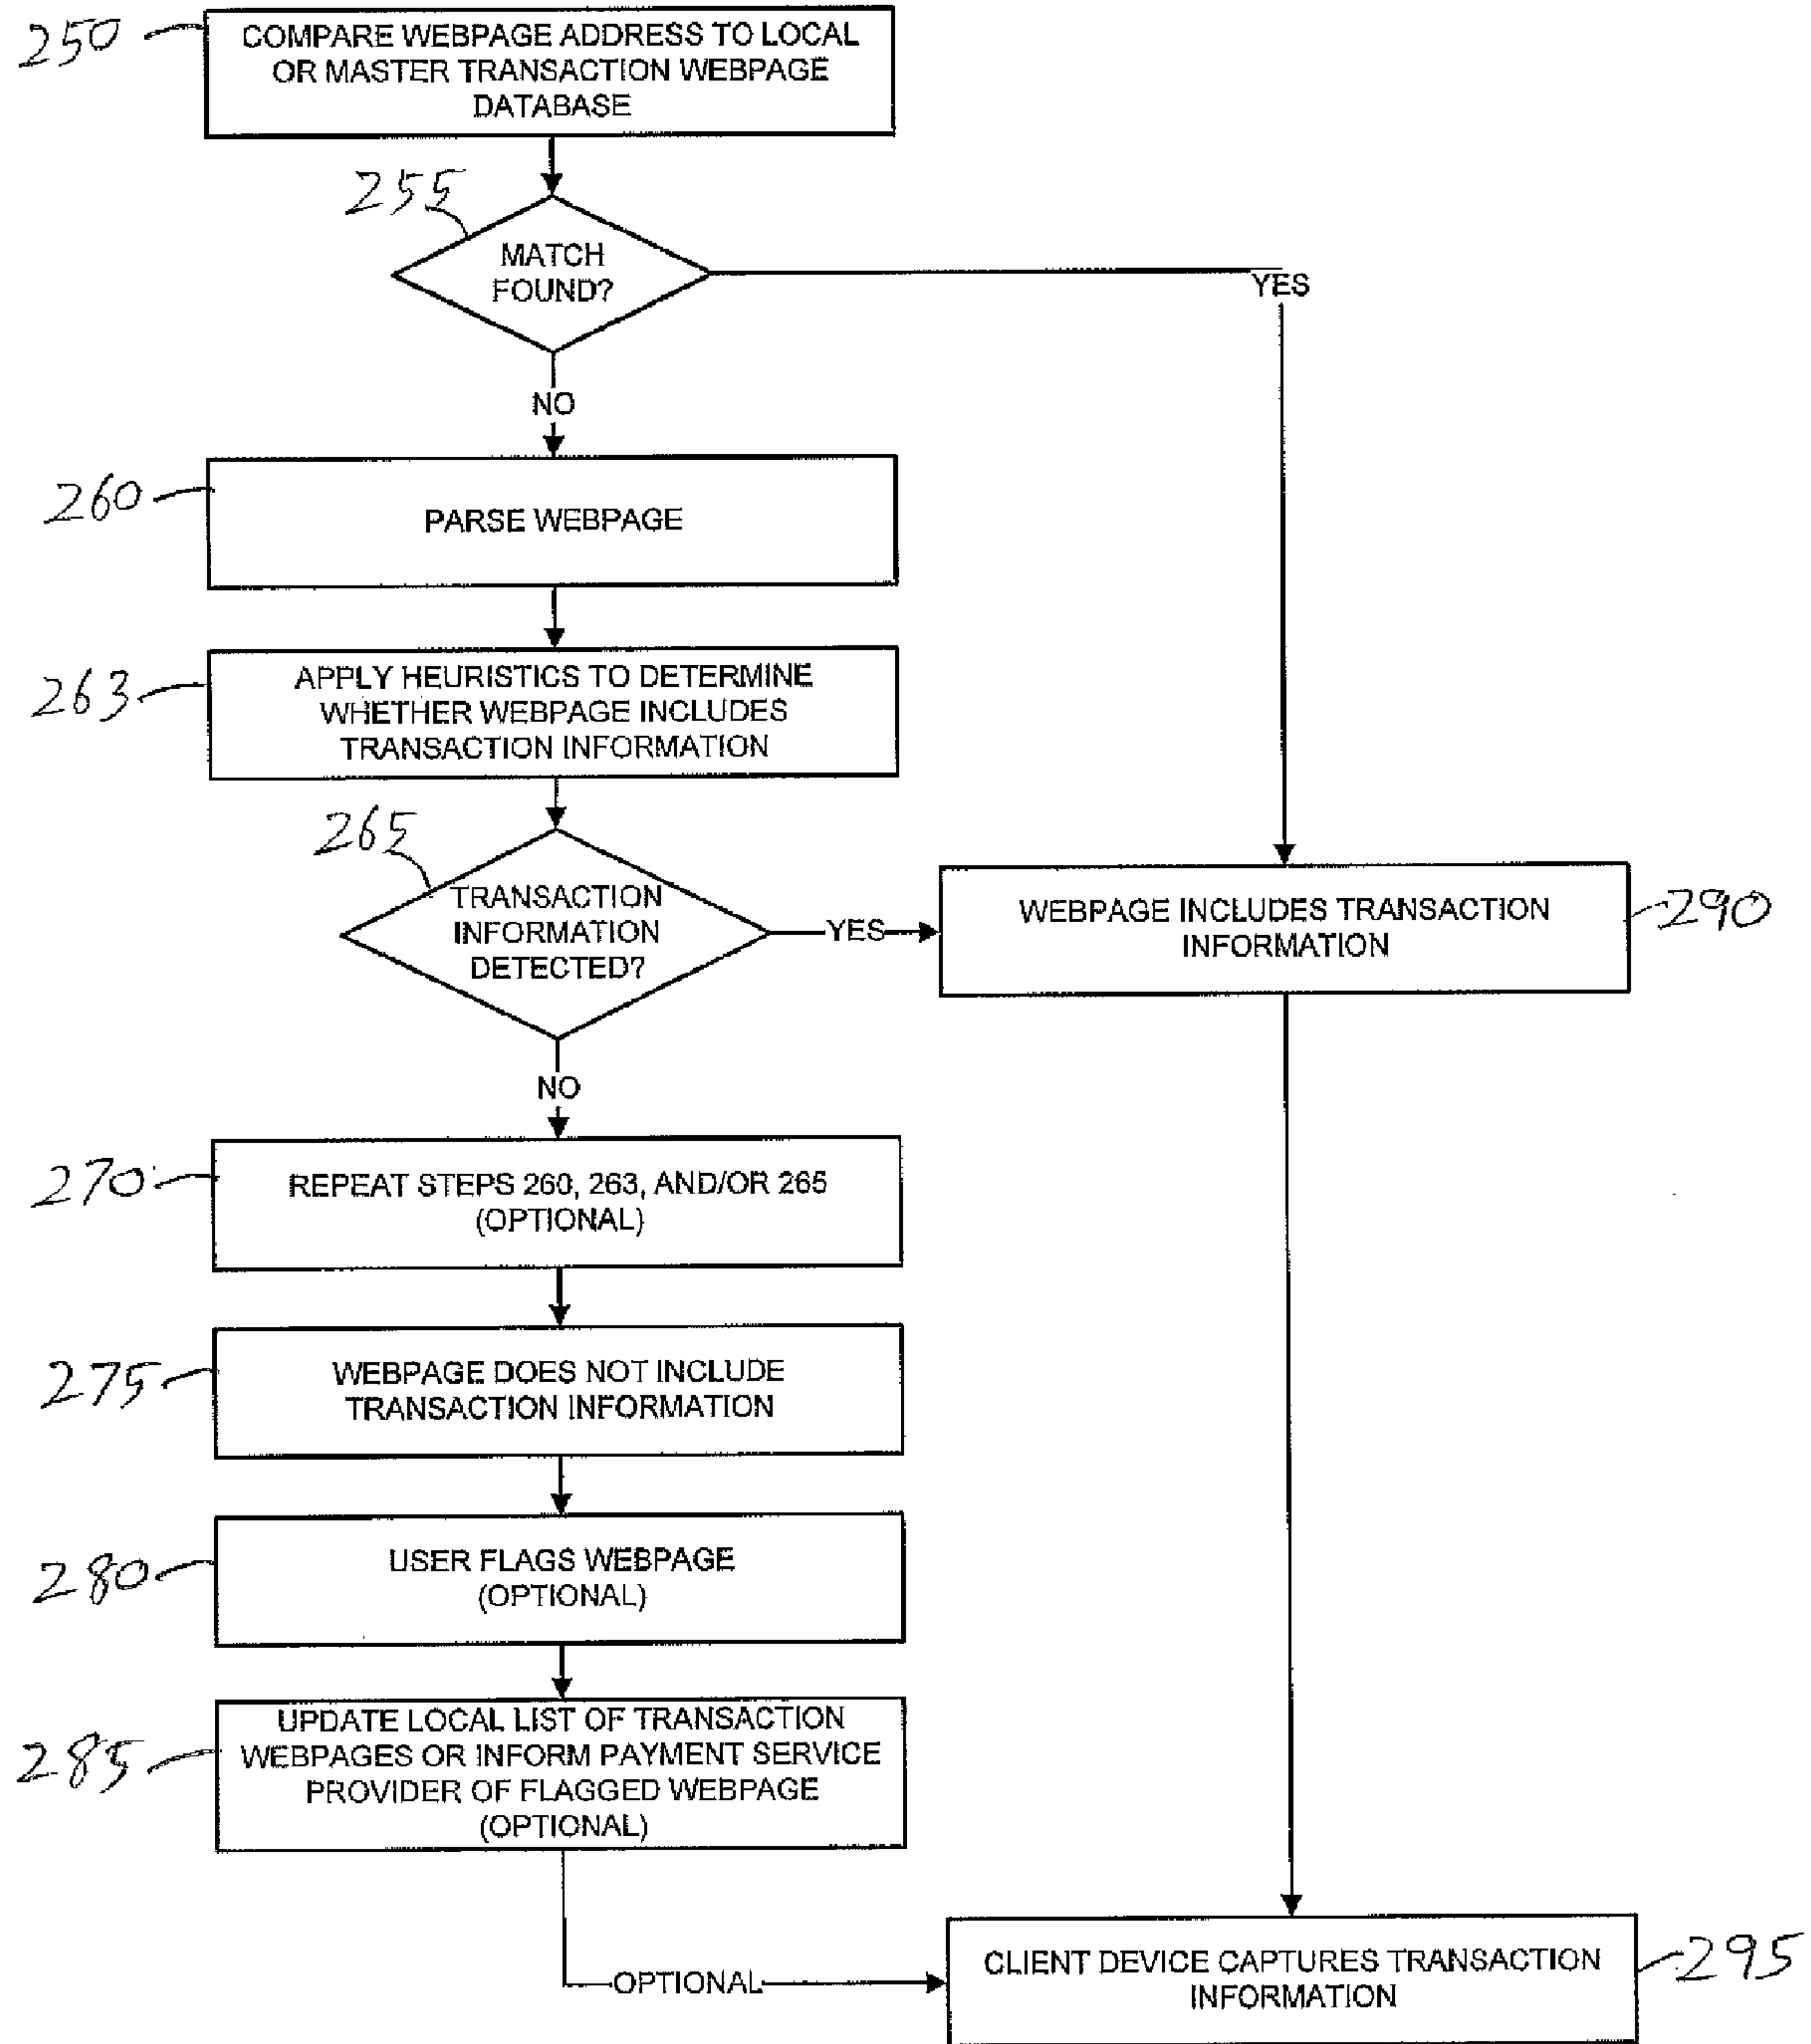 250
COMPARE WEBPAGE ADDRESS TO LOCAL
OR MASTER TRANSACTION WEBPAGE
DATABASE
255
MATCH
FOUND?
YES
NO
260
PARSE WEBPAGE
263
APPLY HEURISTICS TO DETERMINE
WHETHER WEBPAGE INCLUDES
TRANSACTION INFORMATION
265
TRANSACTION
INFORMATION
DETECTED?
YES
WEBPAGE INCLUDES TRANSACTION
INFORMATION
290
NO
270
REPEAT STEPS 260, 263, AND/OR 265
(OPTIONAL)
275
WEBPAGE DOES NOT INCLUDE
TRANSACTION INFORMATION
280
USER FLAGS WEBPAGE
(OPTIONAL)
285
UPDATE LOCAL LIST OF TRANSACTION
WEBPAGES OR INFORM PAYMENT SERVICE
PROVIDER OF FLAGGED WEBPAGE
(OPTIONAL)
OPTIONAL
CLIENT DEVICE CAPTURES TRANSACTION
INFORMATION
295